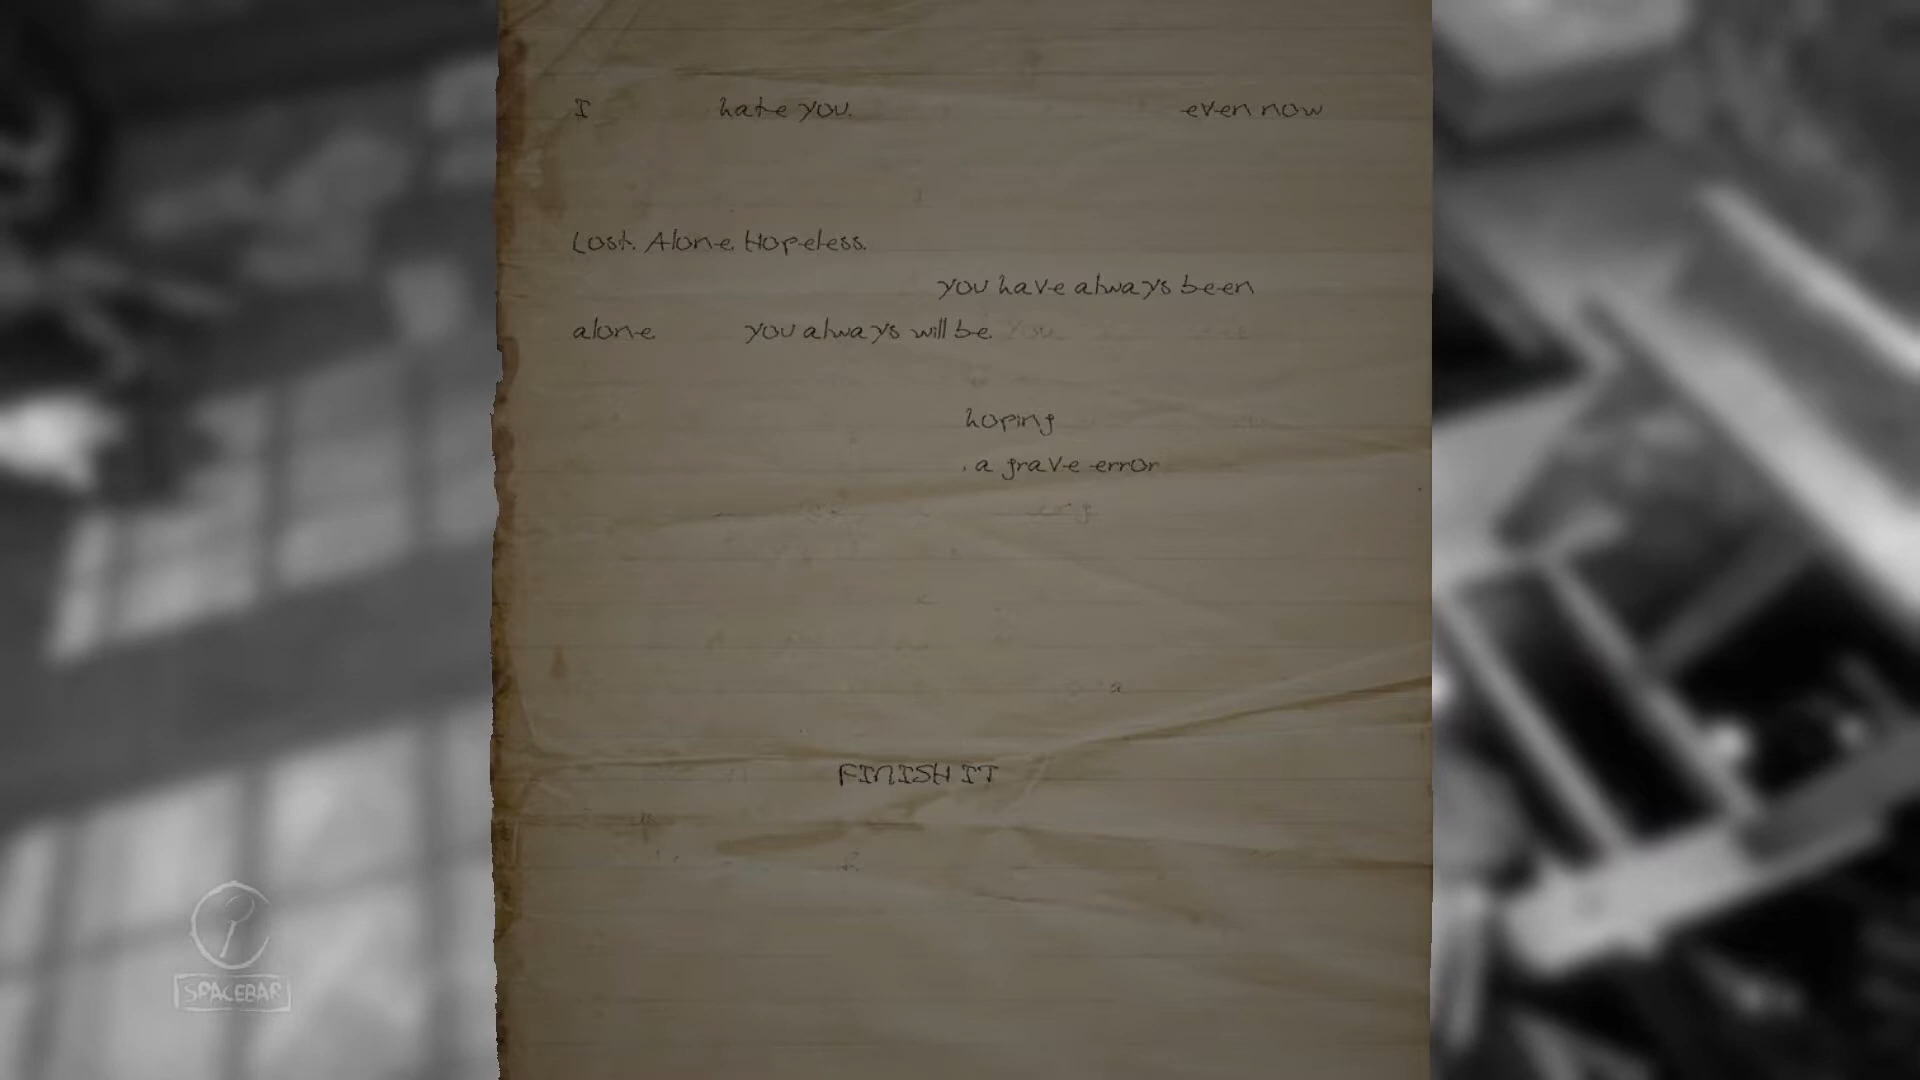 I hate you. even now
Lost. Alone. Hopeless.
you have always been
alone. you always will be. you
hoping
. a grave error
a
FINISH IT
SPACEBAR